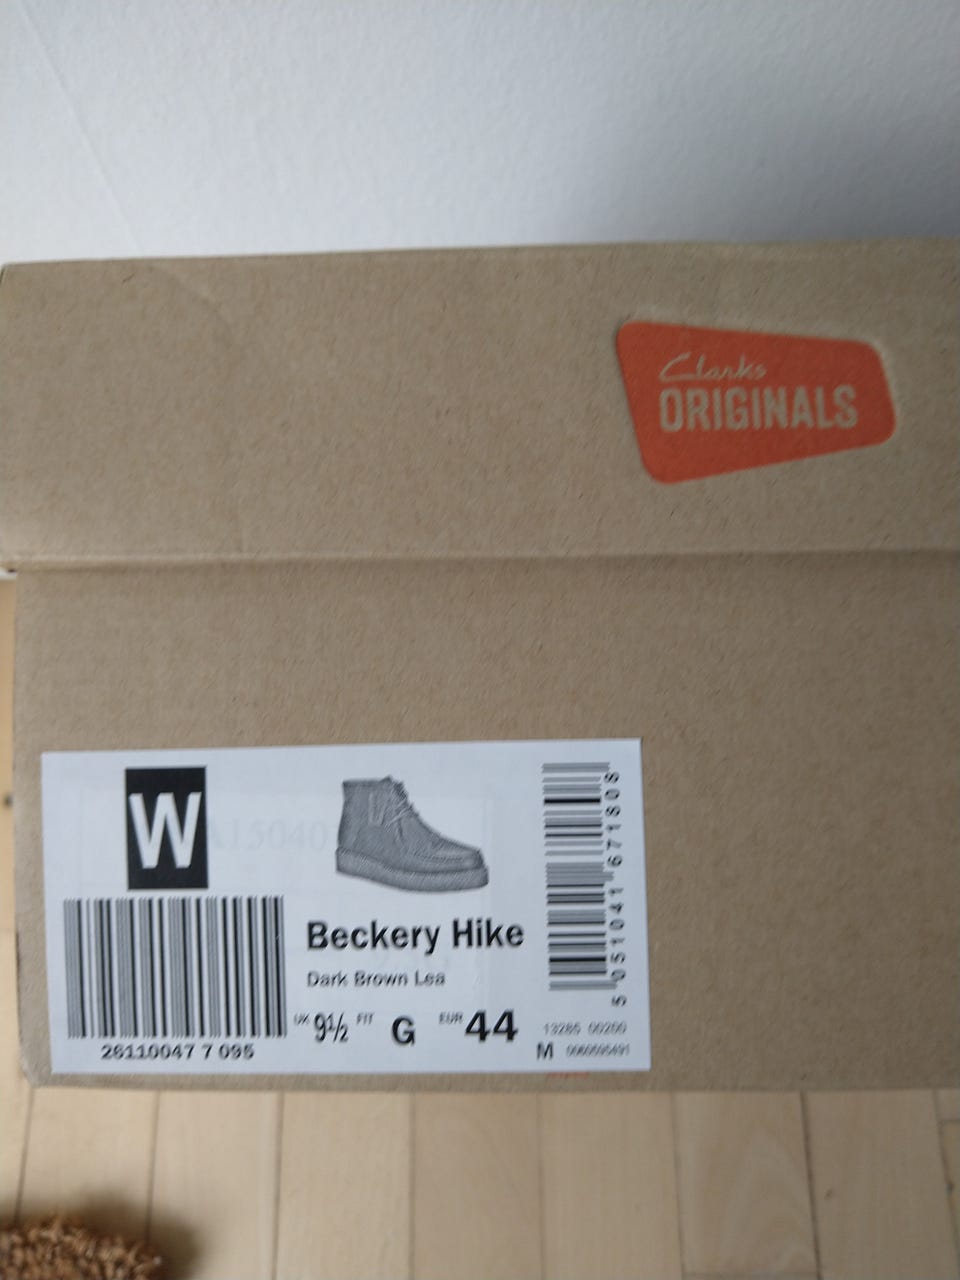 Clarks
ORIGINALS
W
Beckery Hike
Dark Brown Lea
UK 9½ FIT G EUR 44
26110047 7 095
5 051041 671808
13286 00200
M